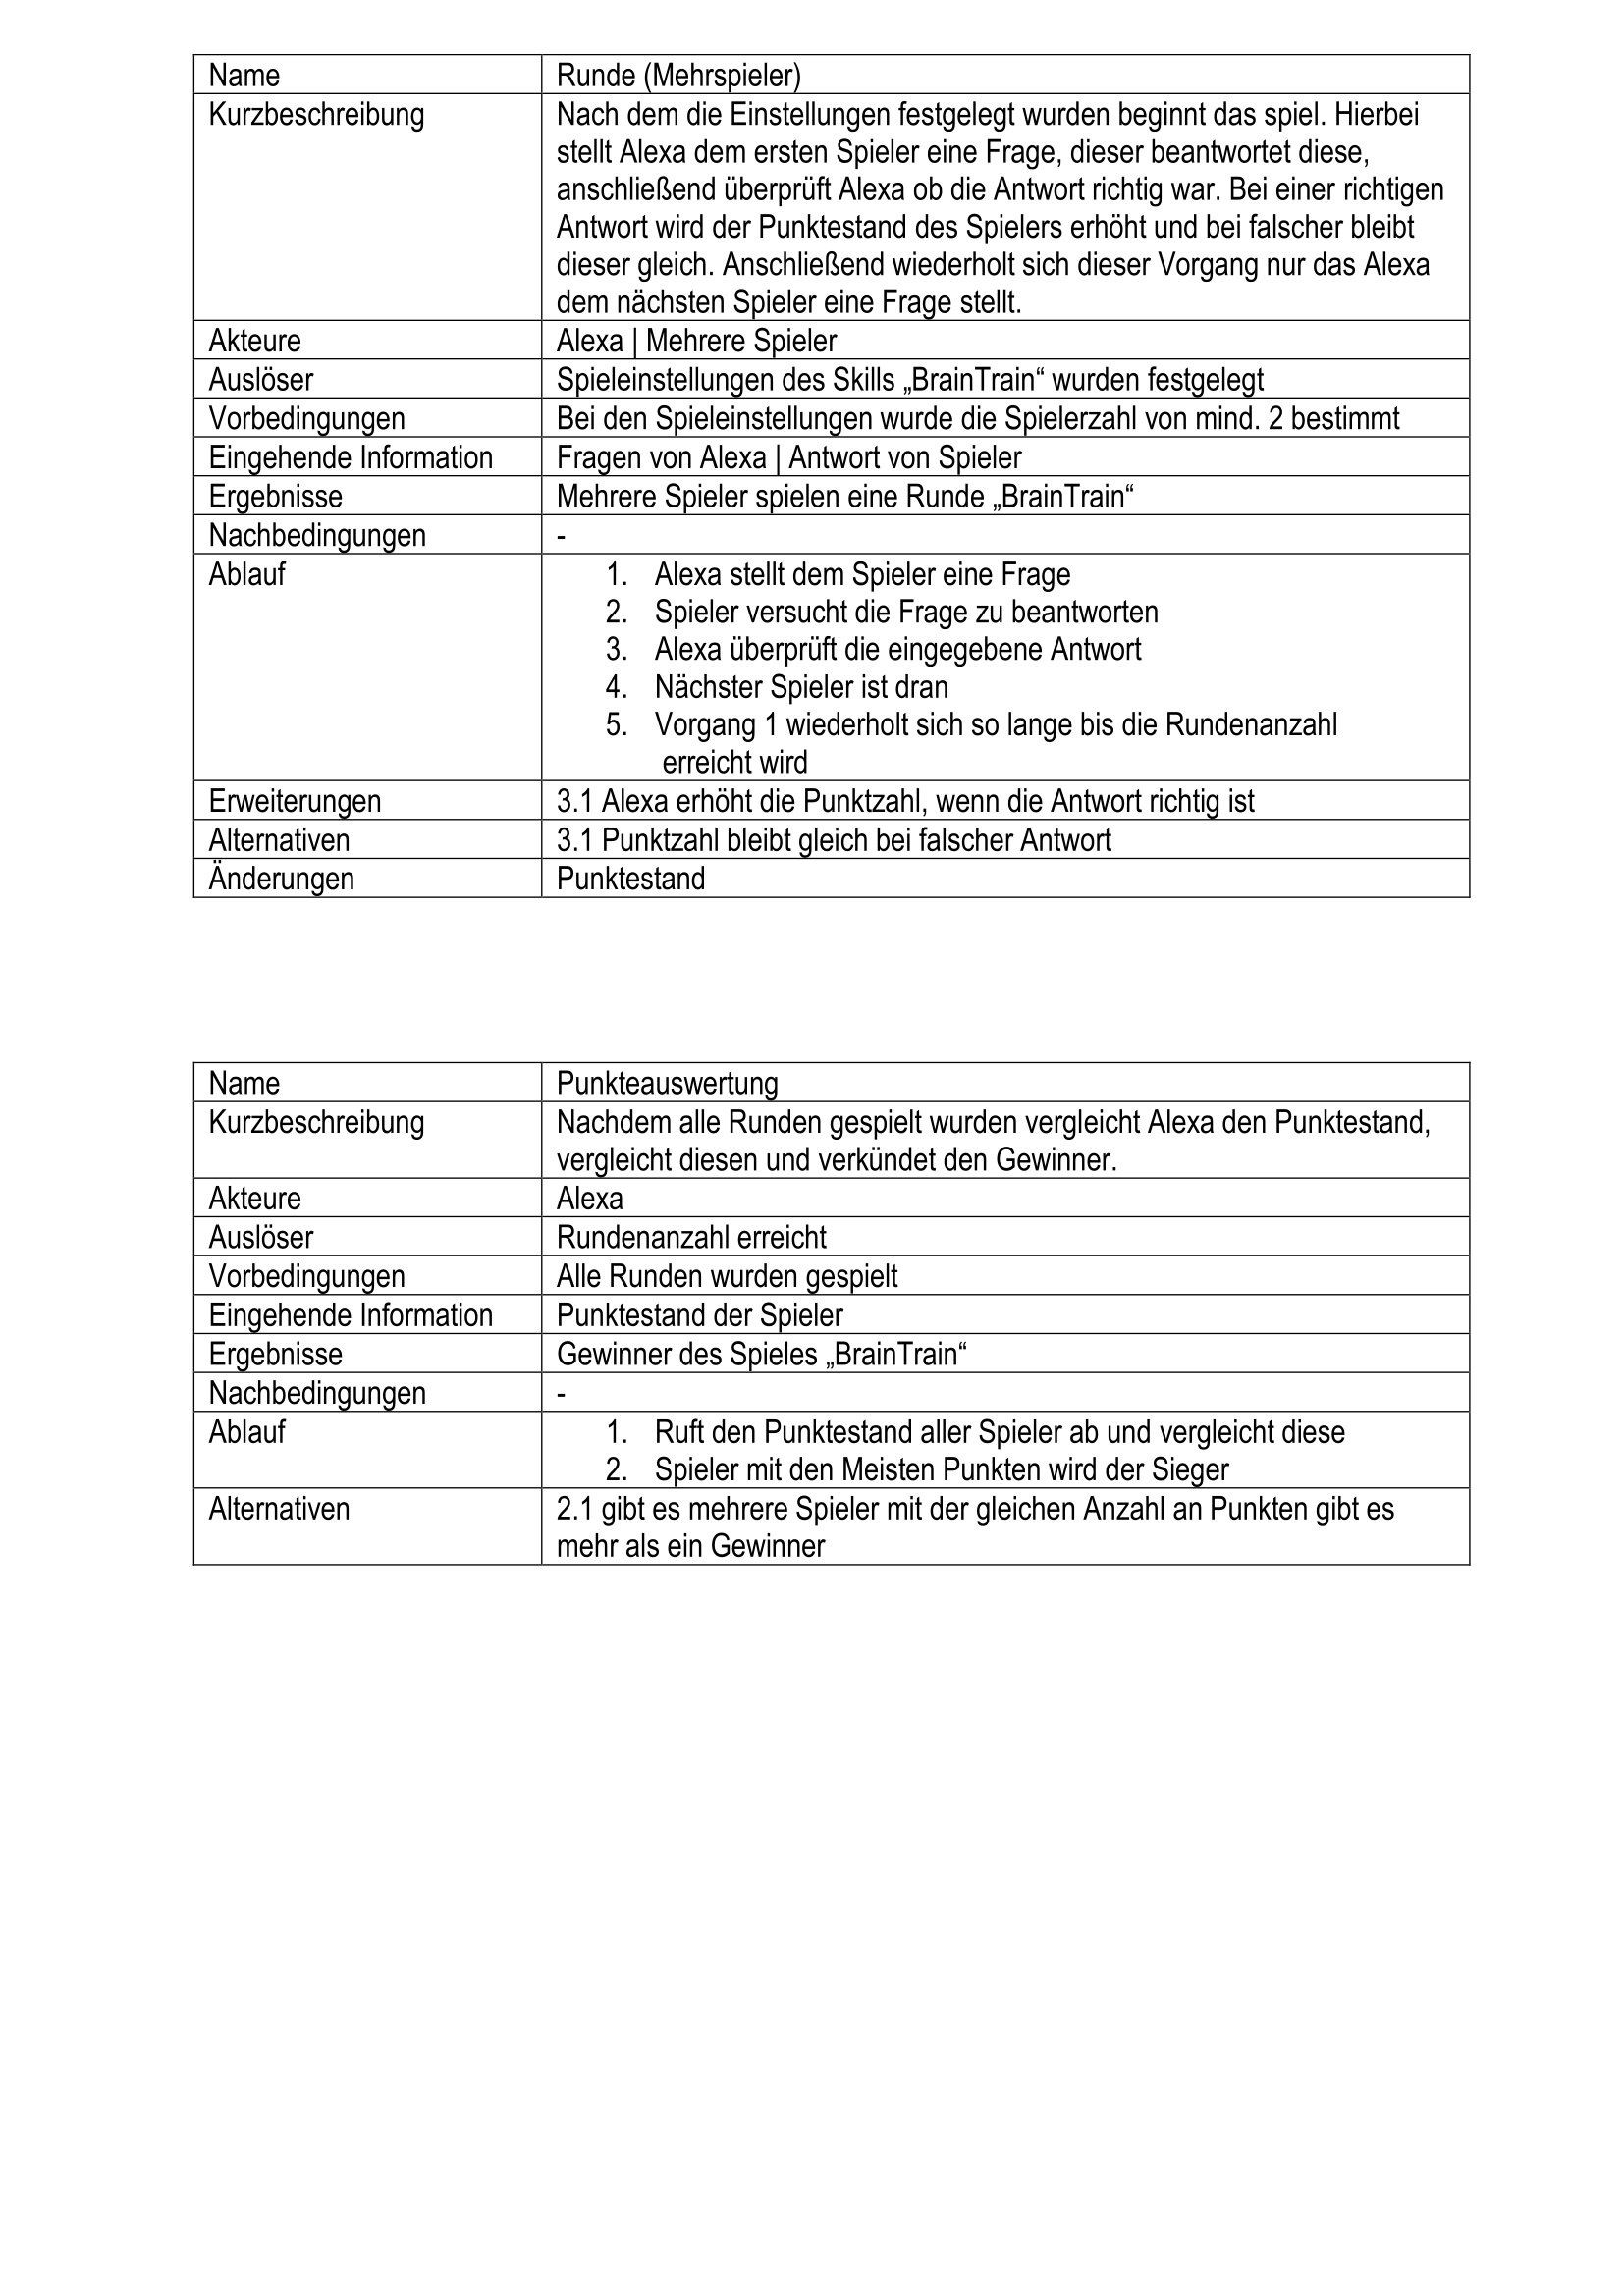 Name Runde (Mehrspieler)
Kurzbeschreibung Nach dem die Einstellungen festgelegt wurden beginnt das spiel. Hierbei
stellt Alexa dem ersten Spieler eine Frage, dieser beantwortet diese,
anschließend überprüft Alexa ob die Antwort richtig war. Bei einer richtigen
Antwort wird der Punktestand des Spielers erhöht und bei falscher bleibt
dieser gleich. Anschließend wiederholt sich dieser Vorgang nur das Alexa
dem nächsten Spieler eine Frage stellt.
Akteure Alexa | Mehrere Spieler
Auslöser Spieleinstellungen des Skills „BrainTrain“ wurden festgelegt
Vorbedingungen Bei den Spieleinstellungen wurde die Spielerzahl von mind. 2 bestimmt
Eingehende Information Fragen von Alexa | Antwort von Spieler
Ergebnisse Mehrere Spieler spielen eine Runde „BrainTrain“
Nachbedingungen -
Ablauf 1. Alexa stellt dem Spieler eine Frage
2. Spieler versucht die Frage zu beantworten
3. Alexa überprüft die eingegebene Antwort
4. Nächster Spieler ist dran
5. Vorgang 1 wiederholt sich so lange bis die Rundenanzahl
erreicht wird
Erweiterungen 3.1 Alexa erhöht die Punktzahl, wenn die Antwort richtig ist
Alternativen 3.1 Punktzahl bleibt gleich bei falscher Antwort
Änderungen Punktestand
Name Punkteauswertung
Kurzbeschreibung Nachdem alle Runden gespielt wurden vergleicht Alexa den Punktestand,
vergleicht diesen und verkündet den Gewinner.
Akteure Alexa
Auslöser Rundenanzahl erreicht
Vorbedingungen Alle Runden wurden gespielt
Eingehende Information Punktestand der Spieler
Ergebnisse Gewinner des Spieles „BrainTrain“
Nachbedingungen -
Ablauf 1. Ruft den Punktestand aller Spieler ab und vergleicht diese
2. Spieler mit den Meisten Punkten wird der Sieger
Alternativen 2.1 gibt es mehrere Spieler mit der gleichen Anzahl an Punkten gibt es
mehr als ein Gewinner